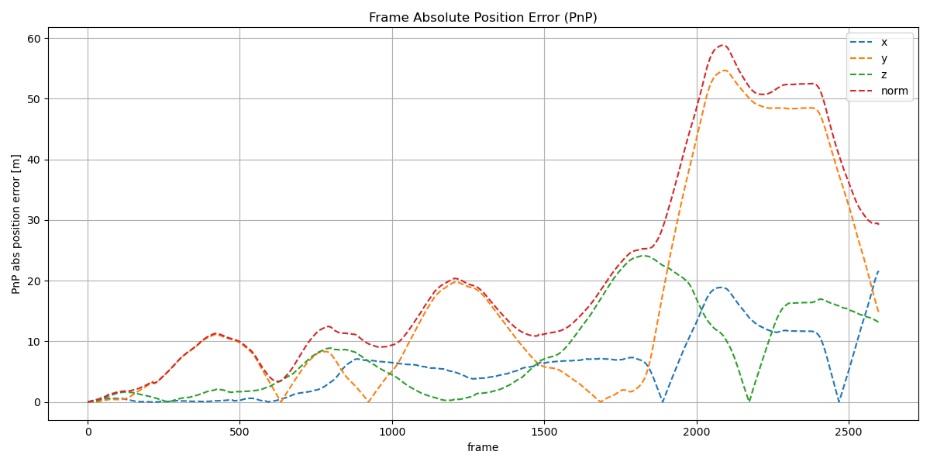 Frame Absolute Position Error (PnP)
PnP abs position error [m]
60
50
40
30
20
10
0
x
y
z
norm
0
500
1000
1500
2000
2500
frame